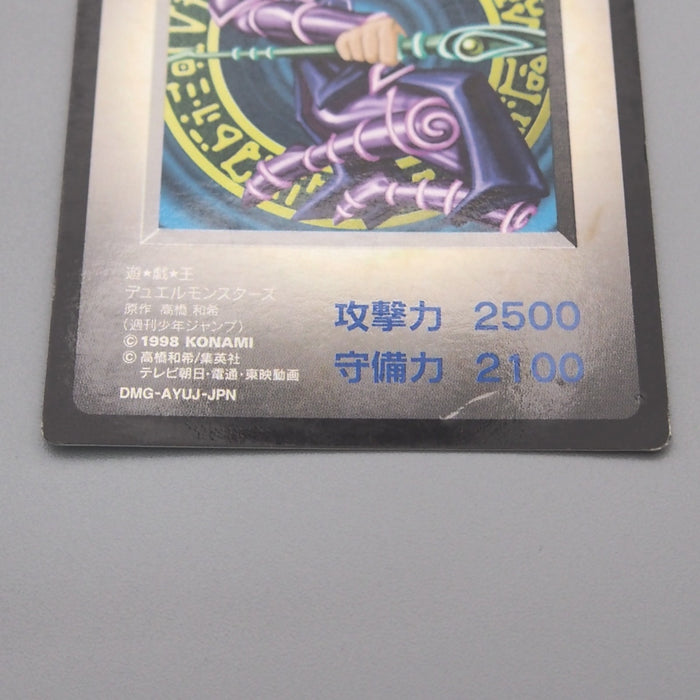 遊★戯★王
デュエルモンスターズ
原作 高橋 和希
(週刊少年ジャンプ)
© 1998 KONAMI
© 高橋和希/集英社
テレビ朝日・電通・東映動画
DMG-AYUJ-JPN
攻撃力 2500
守備力 2100